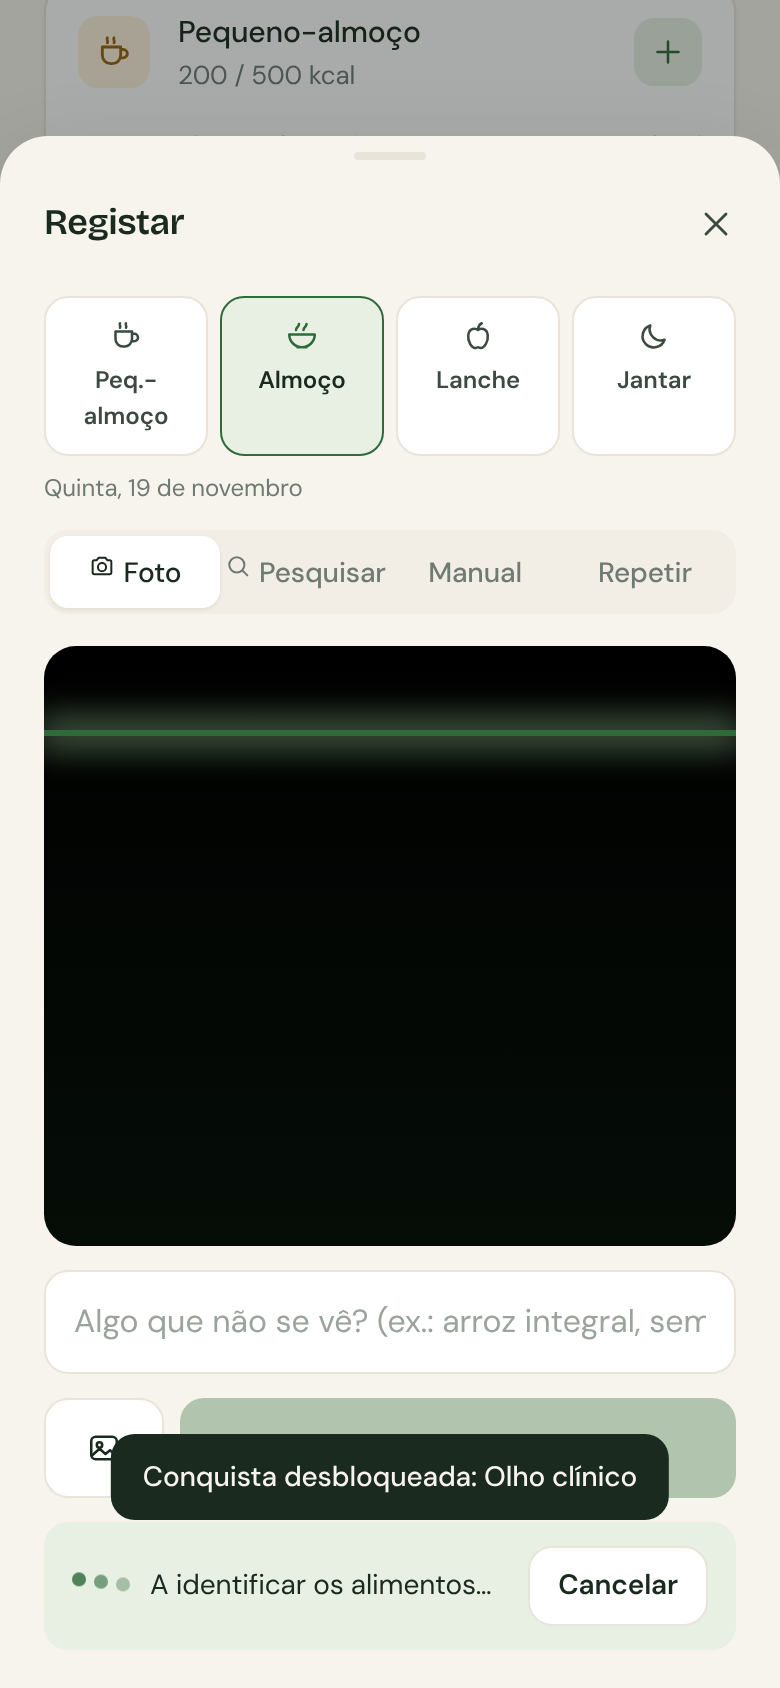 Pequeno-almoço
200 / 500 kcal
Registar
Peq.-
almoço
Almoço
Lanche
Jantar
Quinta, 19 de novembro
Foto
Pesquisar
Manual
Repetir
Algo que não se vê? (ex.: arroz integral, sem
Conquista desbloqueada: Olho clínico
A identificar os alimentos...
Cancelar